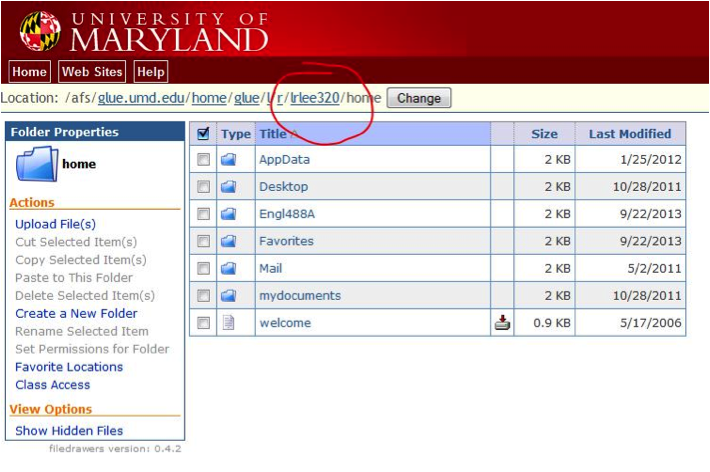 UNIVERSITY OF
MARYLAND
Home Web Sites Help
Location: /afs/glue.umd.edu/home/glue/l/r/lrlee320/home Change
Folder Properties
home
Actions
Upload File(s)
Cut Selected Item(s)
Copy Selected Item(s)
Paste to This Folder
Delete Selected Item(s)
Create a New Folder
Rename Selected Item
Set Permissions for Folder
Favorite Locations
Class Access
View Options
Show Hidden Files
filedrawers version: 0.4.2
Type Title Size Last Modified
AppData 2 KB 1/25/2012
Desktop 2 KB 10/28/2011
Engl488A 2 KB 9/22/2013
Favorites 2 KB 9/22/2013
Mail 2 KB 5/2/2011
mydocuments 2 KB 10/28/2011
welcome 0.9 KB 5/17/2006